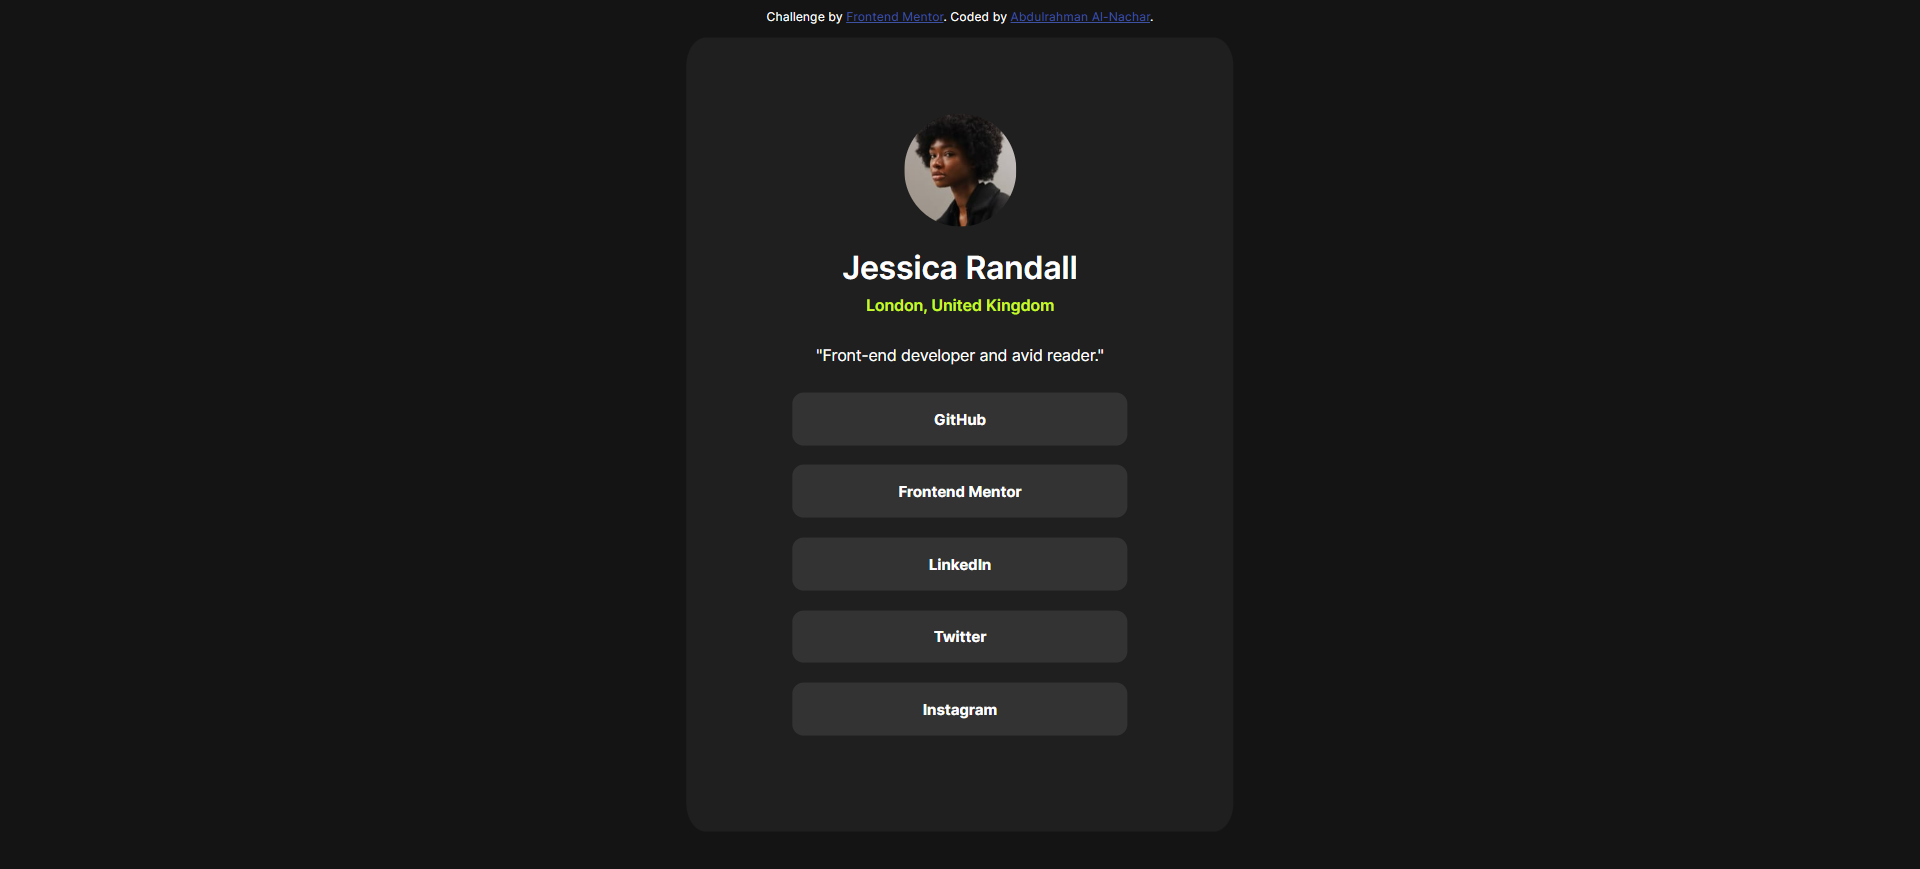 Challenge by Frontend Mentor. Coded by Abdulrahman Al-Nachar.
Jessica Randall
London, United Kingdom
"Front-end developer and avid reader."
GitHub
Frontend Mentor
LinkedIn
Twitter
Instagram